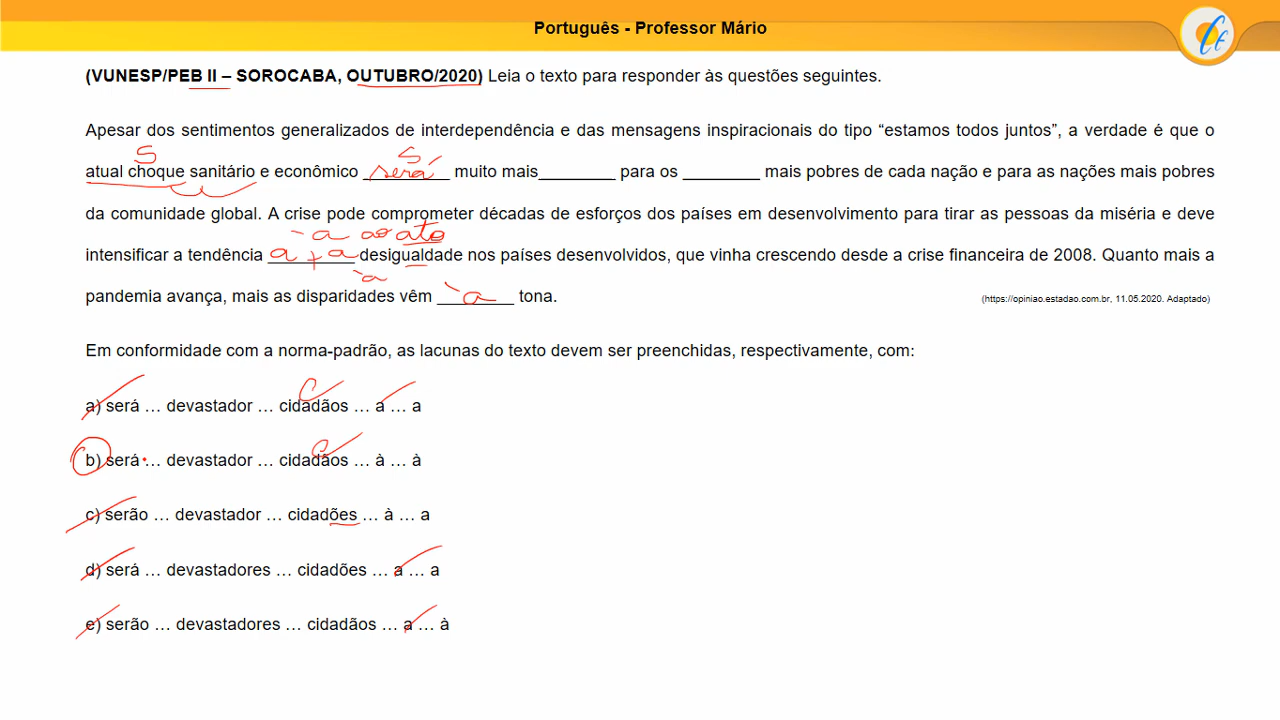 Português - Professor Mário
(VUNESP/PEB II – SOROCABA, OUTUBRO/2020) Leia o texto para responder às questões seguintes.
Apesar dos sentimentos generalizados de interdependência e das mensagens inspiracionais do tipo “estamos todos juntos”, a verdade é que o
S S
atual choque sanitário e econômico será muito mais________ para os ________ mais pobres de cada nação e para as nações mais pobres
da comunidade global. A crise pode comprometer décadas de esforços dos países em desenvolvimento para tirar as pessoas da miséria e deve
à ao ato
intensificar a tendência a + a desigualdade nos países desenvolvidos, que vinha crescendo desde a crise financeira de 2008. Quanto mais a
à
pandemia avança, mais as disparidades vêm à tona.
(https://opiniao.estadao.com.br, 11.05.2020. Adaptado)
Em conformidade com a norma-padrão, as lacunas do texto devem ser preenchidas, respectivamente, com:
a) será … devastador … cidadãos … a … a
b) será … devastador … cidadãos … à … à
c) serão … devastador … cidadões … à … a
d) será … devastadores … cidadões … a … a
e) serão … devastadores … cidadãos … a … à